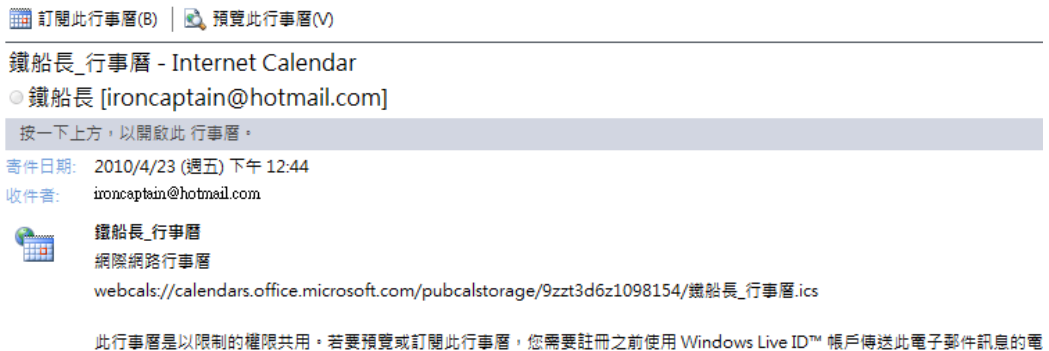 訂閱此行事曆(B) 預覽此行事曆(V)
鐵船長_行事曆 - Internet Calendar
鐵船長 [ironcaptain@hotmail.com]
按一下上方，以開啟此 行事曆。
寄件日期: 2010/4/23 (週五) 下午 12:44
收件者: ironcaptain@hotmail.com
鐵船長_行事曆
網際網路行事曆
webcals://calendars.office.microsoft.com/pubcalstorage/9zzt3d6z1098154/鐵船長_行事曆.ics
此行事曆是以限制的權限共用。若要預覽或訂閱此行事曆，您需要註冊之前使用 Windows Live ID™ 帳戶傳送此電子郵件訊息的電